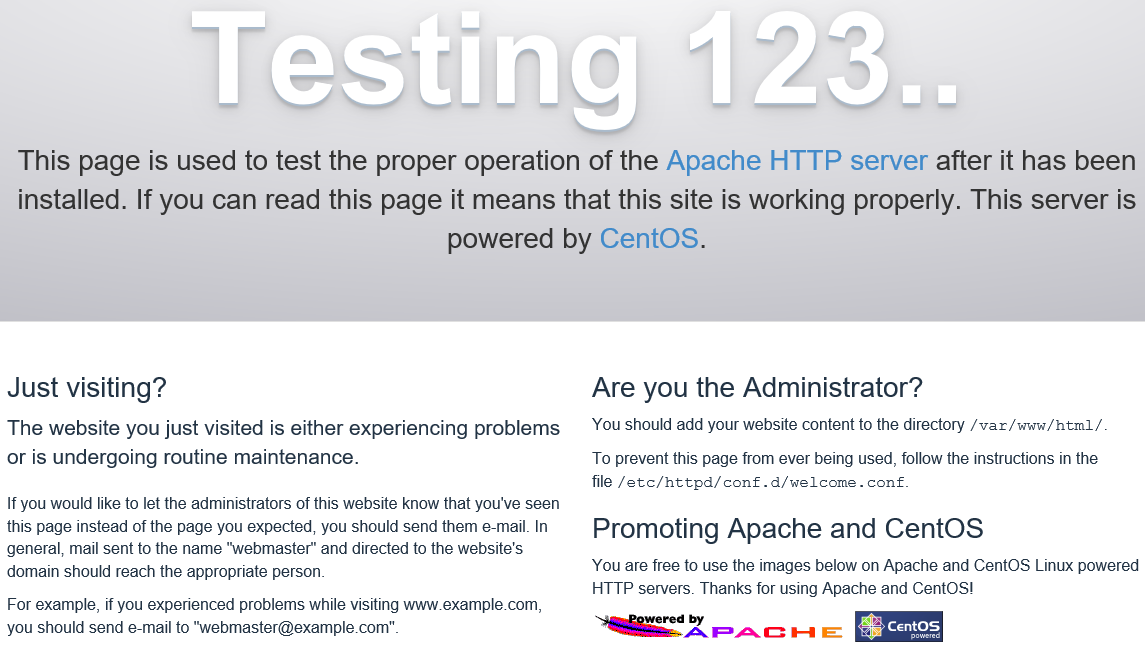 Testing 123..
This page is used to test the proper operation of the Apache HTTP server after it has been
installed. If you can read this page it means that this site is working properly. This server is
powered by CentOS.
Just visiting?
The website you just visited is either experiencing problems
or is undergoing routine maintenance.
If you would like to let the administrators of this website know that you've seen
this page instead of the page you expected, you should send them e-mail. In
general, mail sent to the name "webmaster" and directed to the website's
domain should reach the appropriate person.
For example, if you experienced problems while visiting www.example.com,
you should send e-mail to "webmaster@example.com".
Are you the Administrator?
You should add your website content to the directory /var/www/html/.
To prevent this page from ever being used, follow the instructions in the
file /etc/httpd/conf.d/welcome.conf.
Promoting Apache and CentOS
You are free to use the images below on Apache and CentOS Linux powered
HTTP servers. Thanks for using Apache and CentOS!
Powered by
APACHE
CentOS
powered